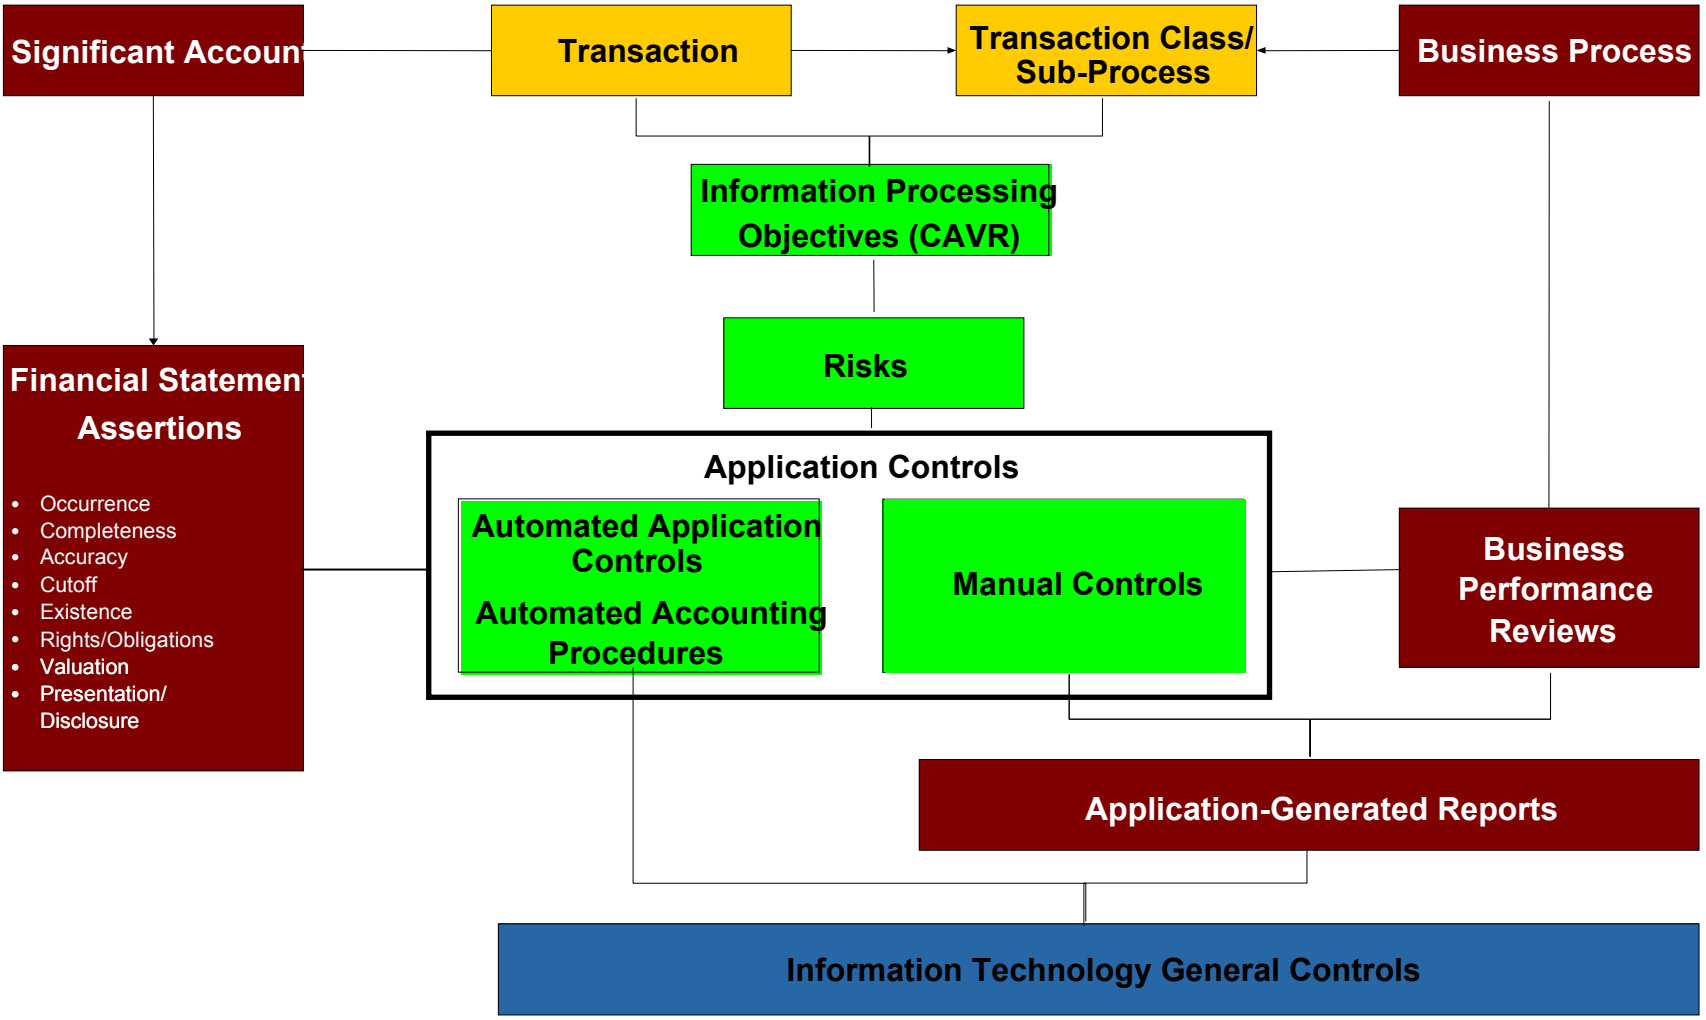 Significant Accoun
Transaction
Transaction Class/
Sub-Process
Business Process
Information Processing
Objectives (CAVR)
Risks
Financial Statemen
Assertions
• Occurrence
• Completeness
• Accuracy
• Cutoff
• Existence
• Rights/Obligations
• Valuation
• Presentation/
Disclosure
Application Controls
Automated Application
Controls
Automated Accounting
Procedures
Manual Controls
Business
Performance
Reviews
Application-Generated Reports
Information Technology General Controls